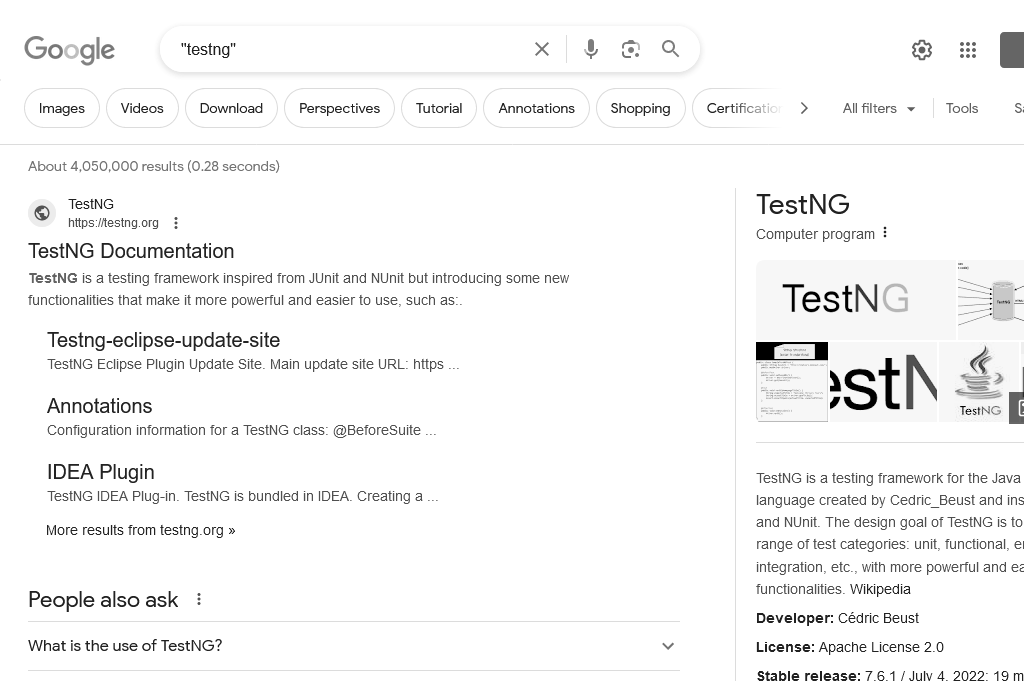 Google
"testng"
Images
Videos
Download
Perspectives
Tutorial
Annotations
Shopping
Certification
All filters
Tools
About 4,050,000 results (0.28 seconds)
TestNG
https://testng.org
TestNG Documentation
TestNG is a testing framework inspired from JUnit and NUnit but introducing some new
functionalities that make it more powerful and easier to use, such as:.
Testng-eclipse-update-site
TestNG Eclipse Plugin Update Site. Main update site URL: https ...
Annotations
Configuration information for a TestNG class: @BeforeSuite ...
IDEA Plugin
TestNG IDEA Plug-in. TestNG is bundled in IDEA. Creating a ...
More results from testng.org »
People also ask
What is the use of TestNG?
TestNG
Computer program
TestNG
TestNG
estN
TestNG
TestNG is a testing framework for the Java
language created by Cedric_Beust and ins
and NUnit. The design goal of TestNG is to
range of test categories: unit, functional, e
integration, etc., with more powerful and ea
functionalities. Wikipedia
Developer: Cédric Beust
License: Apache License 2.0
Stable release: 7.6.1 / July 4, 2022; 19 m